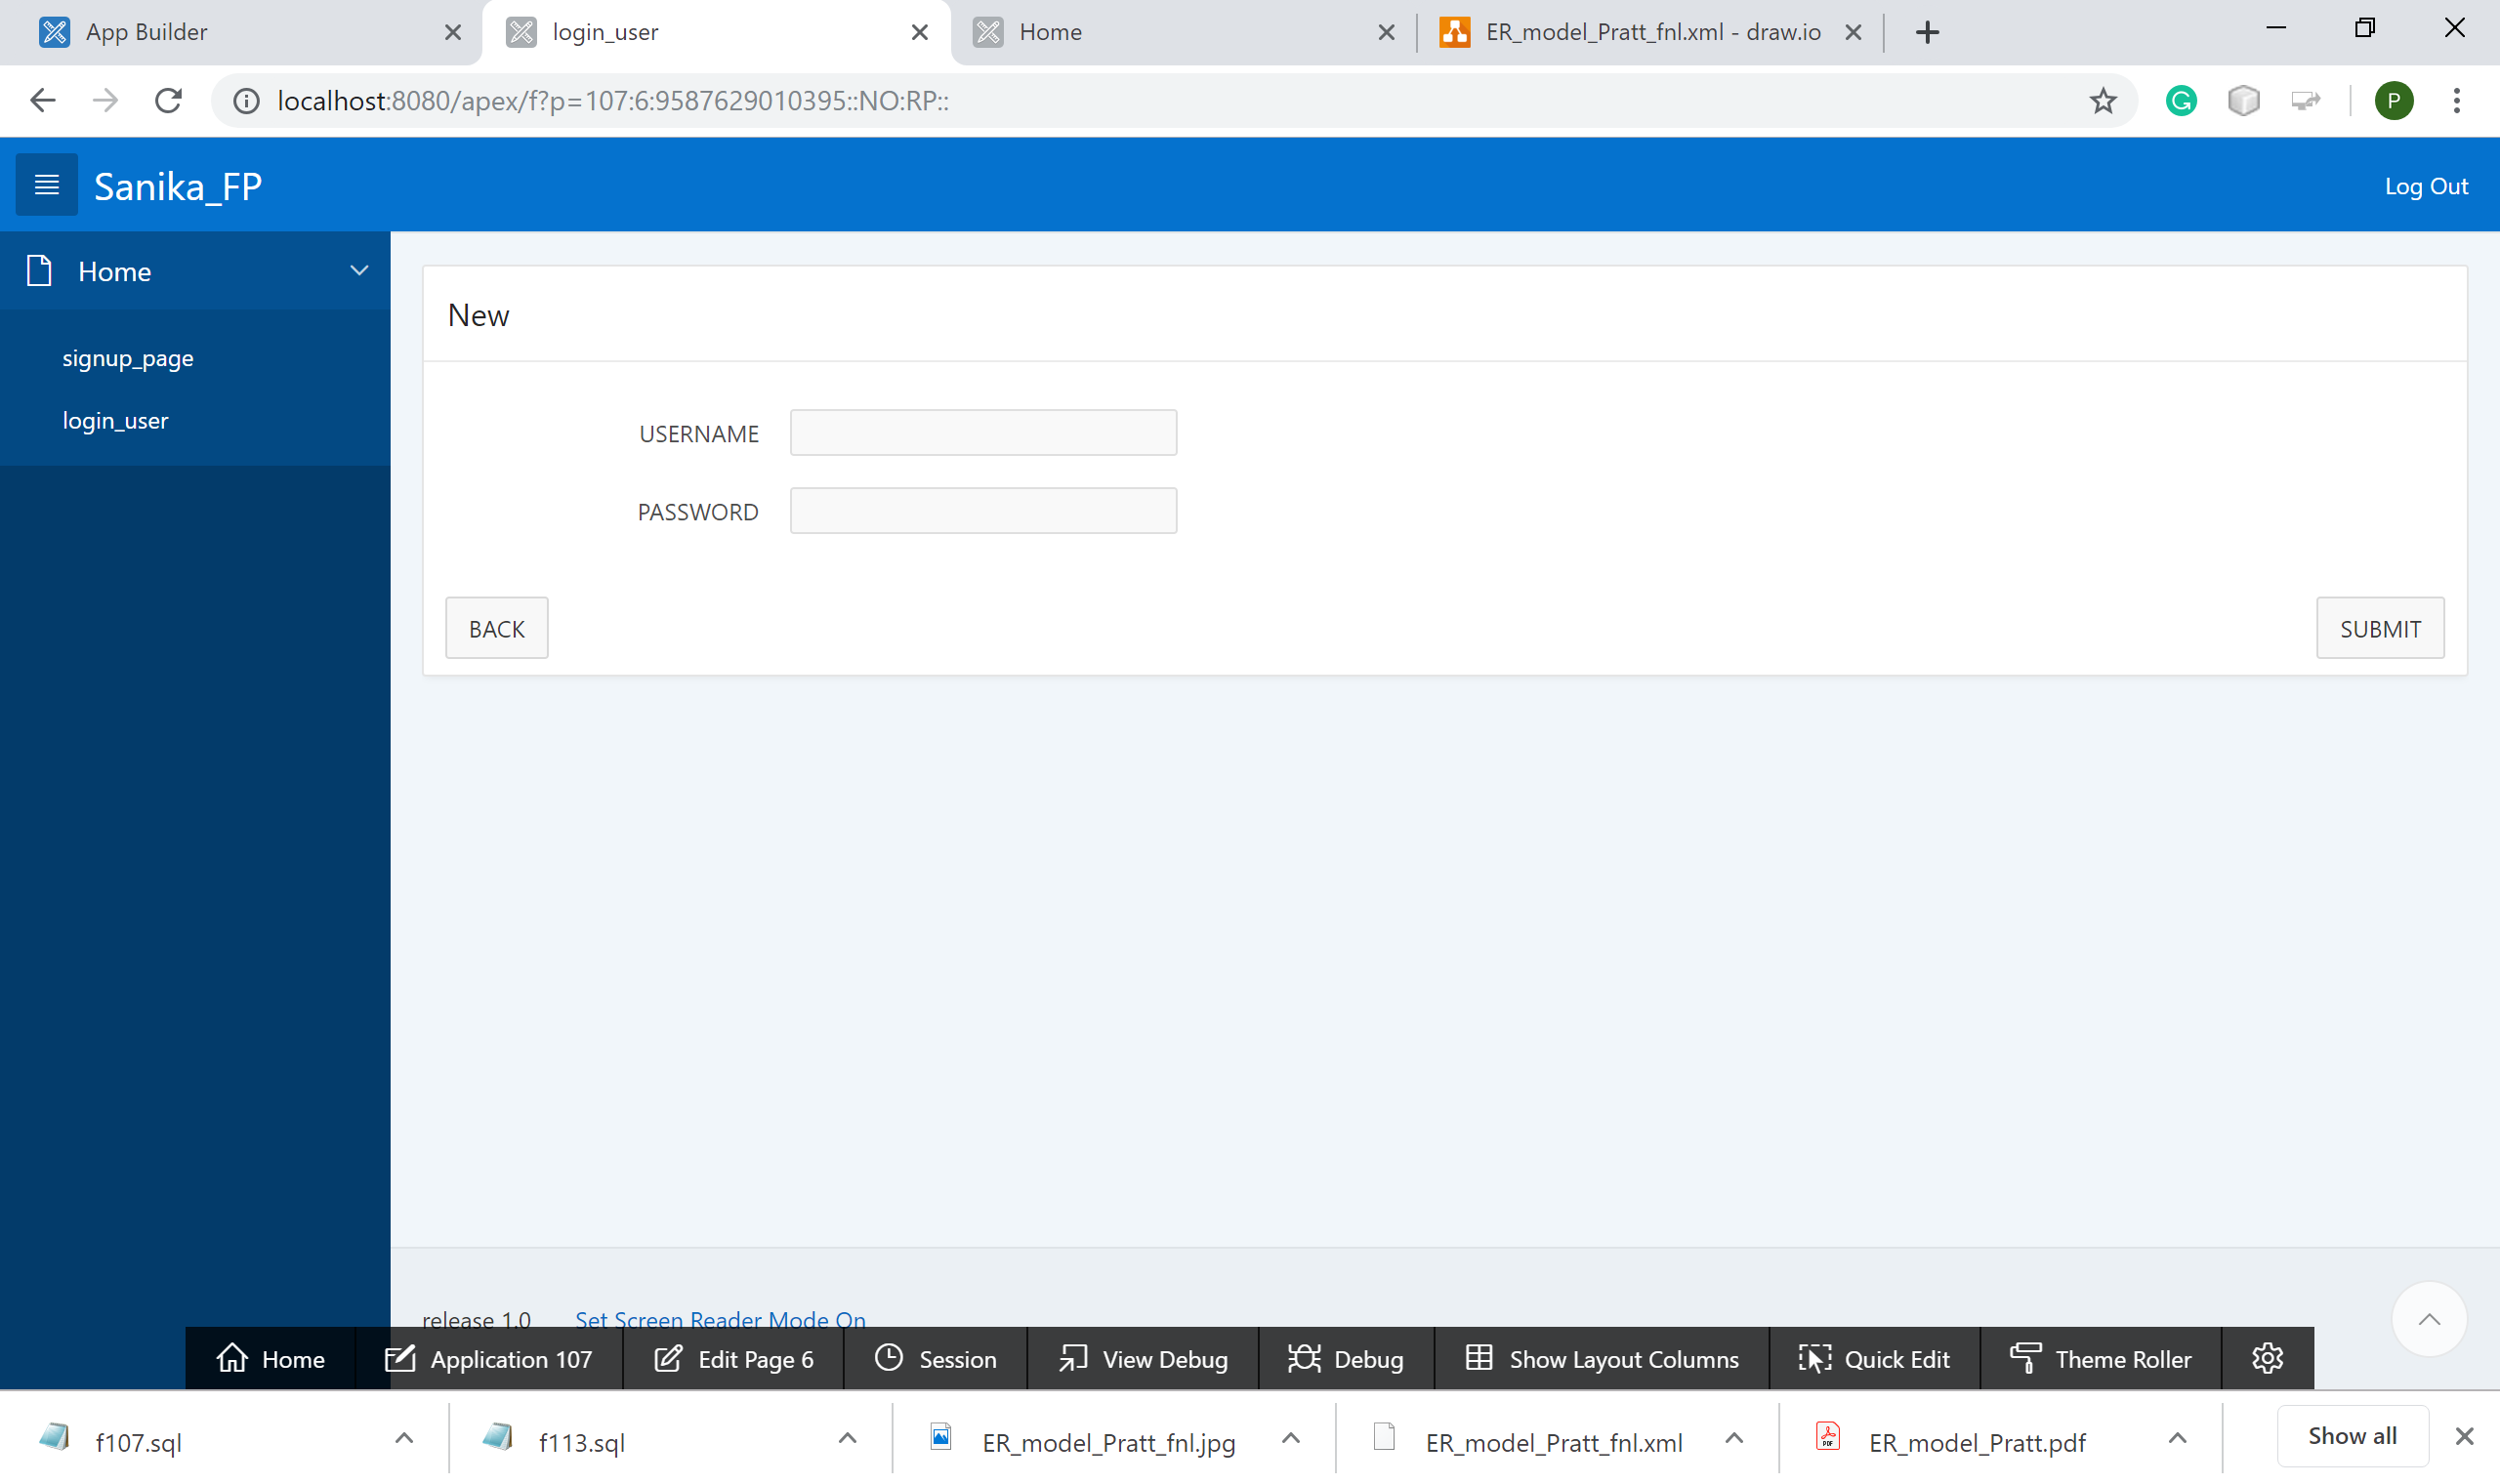 App Builder
login_user
Home
ER_model_Pratt_fnl.xml - draw.io
localhost:8080/apex/f?p=107:6:9587629010395::NO:RP::
G
P
Sanika_FP
Log Out
Home
signup_page
login_user
New
USERNAME
PASSWORD
BACK
SUBMIT
release 1.0 Set Screen Reader Mode On
Home
Application 107
Edit Page 6
Session
View Debug
Debug
Show Layout Columns
Quick Edit
Theme Roller
f107.sql
f113.sql
ER_model_Pratt_fnl.jpg
ER_model_Pratt_fnl.xml
PDF
ER_model_Pratt.pdf
Show all